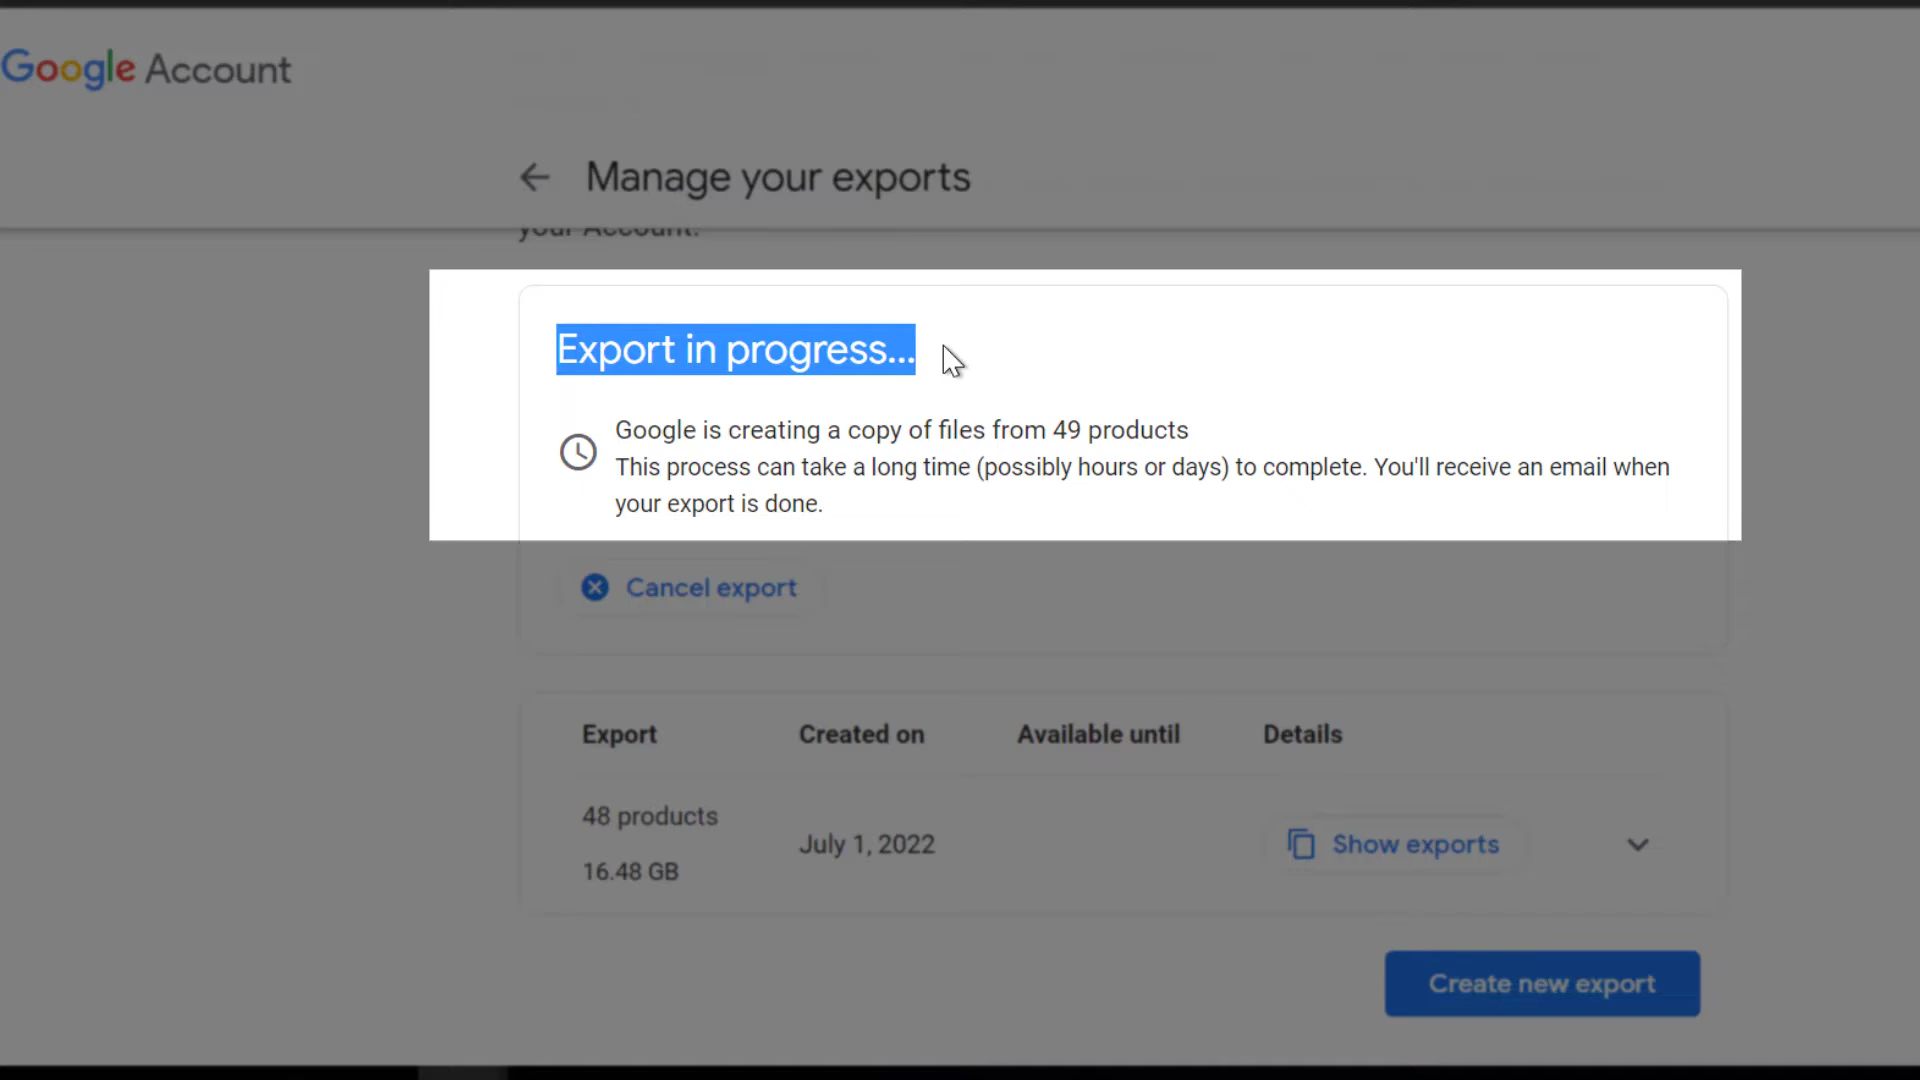 Google Account
Manage your exports
your Account.
Export in progress...
Google is creating a copy of files from 49 products
This process can take a long time (possibly hours or days) to complete. You'll receive an email when
your export is done.
Cancel export
Export Created on Available until Details
48 products
July 1, 2022 Show exports
16.48 GB
Create new export